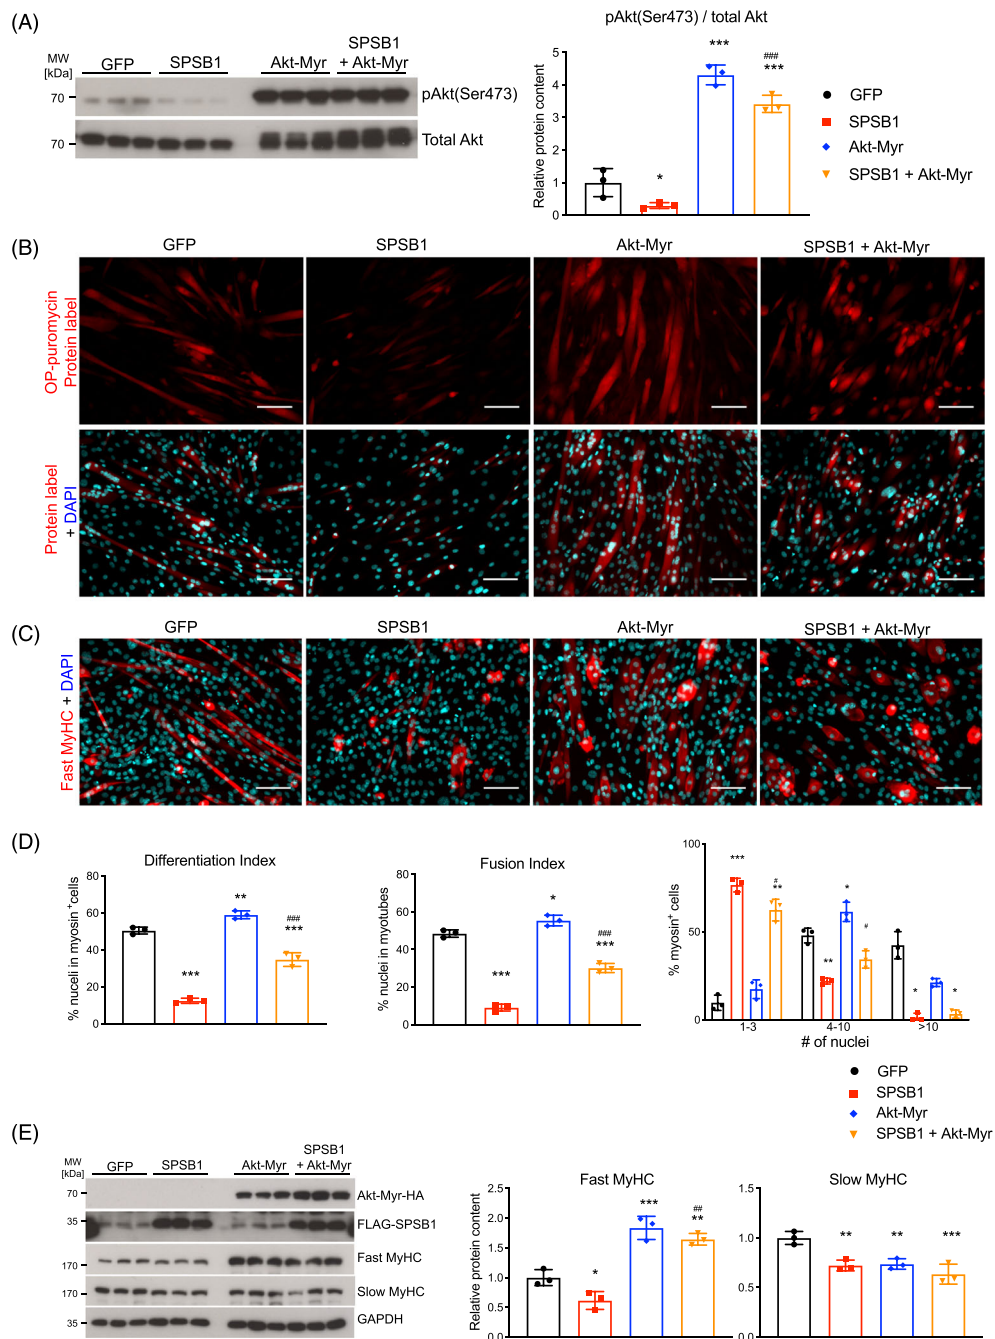 (A)
MW
[kDa]
GFP
SPSB1
Akt-Myr
SPSB1
+ Akt-Myr
70
pAkt(Ser473)
70
Total Akt
pAkt(Ser473) / total Akt
Relative protein content
5
4
3
2
1
0
*
***
###
***
GFP
SPSB1
Akt-Myr
SPSB1 + Akt-Myr
(B)
GFP
SPSB1
Akt-Myr
SPSB1 + Akt-Myr
OP-puromycin
Protein label
Protein label
+ DAPI
(C)
GFP
SPSB1
Akt-Myr
SPSB1 + Akt-Myr
Fast MyHC + DAPI
(D)
Differentiation Index
% nuceli in myosin+cells
80
60
40
20
0
***
**
###
***
Fusion Index
% nuclei in myotubes
80
60
40
20
0
***
*
###
***
% myosin+ cells
100
50
0
***
#
**
**
*
#
*
*
1-3
4-10
>10
# of nuclei
GFP
SPSB1
Akt-Myr
SPSB1 + Akt-Myr
(E)
MW
[kDa]
GFP
SPSB1
Akt-Myr
SPSB1
+ Akt-Myr
70
Akt-Myr-HA
35
FLAG-SPSB1
170
Fast MyHC
170
Slow MyHC
35
GAPDH
Fast MyHC
Relative protein content
2.5
2.0
1.5
1.0
0.5
0.0
*
***
##
**
Slow MyHC
1.5
1.0
0.5
0.0
**
**
***